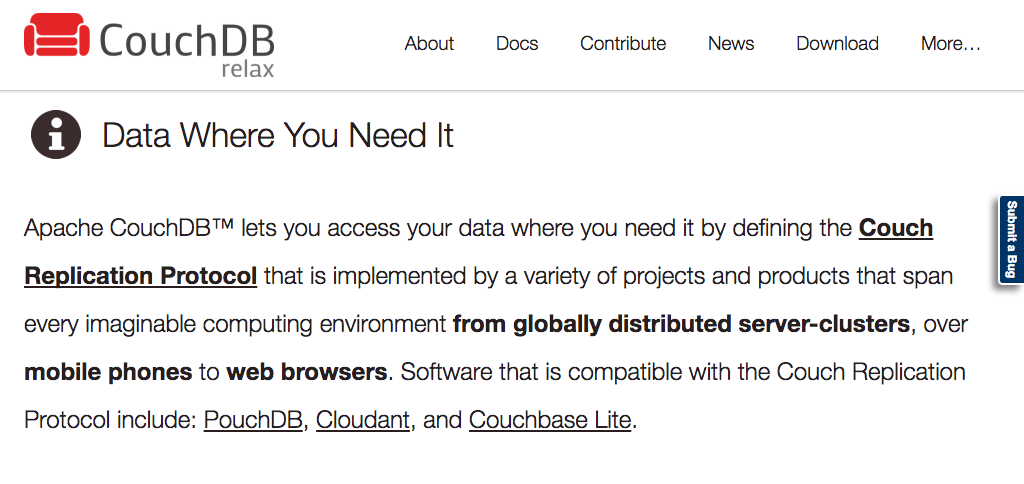 CouchDB
relax
About Docs Contribute News Download More…
Data Where You Need It
Apache CouchDB™ lets you access your data where you need it by defining the Couch
Replication Protocol that is implemented by a variety of projects and products that span
every imaginable computing environment from globally distributed server-clusters, over
mobile phones to web browsers. Software that is compatible with the Couch Replication
Protocol include: PouchDB, Cloudant, and Couchbase Lite.
Submit a Bug